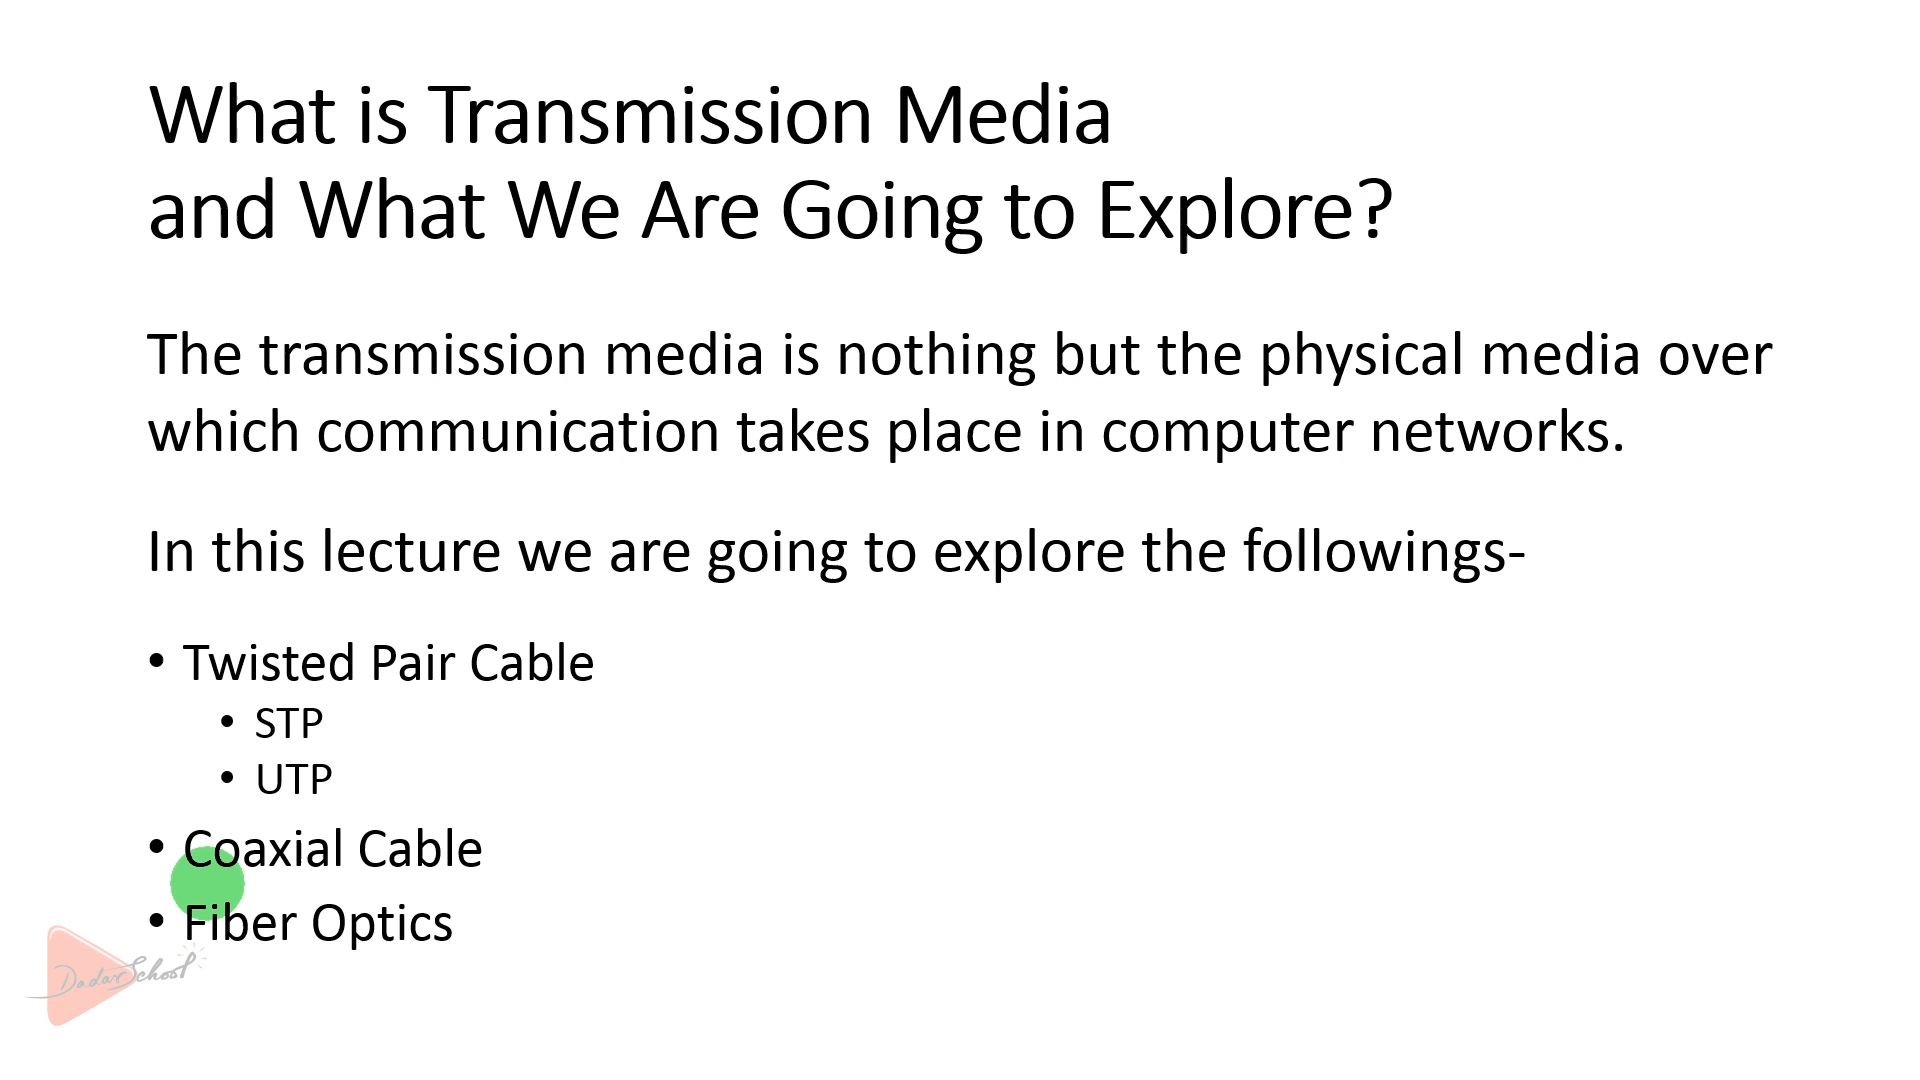 What is Transmission Media
and What We Are Going to Explore?
The transmission media is nothing but the physical media over
which communication takes place in computer networks.
In this lecture we are going to explore the followings-
• Twisted Pair Cable
• STP
• UTP
• Coaxial Cable
• Fiber Optics
DadarSchool